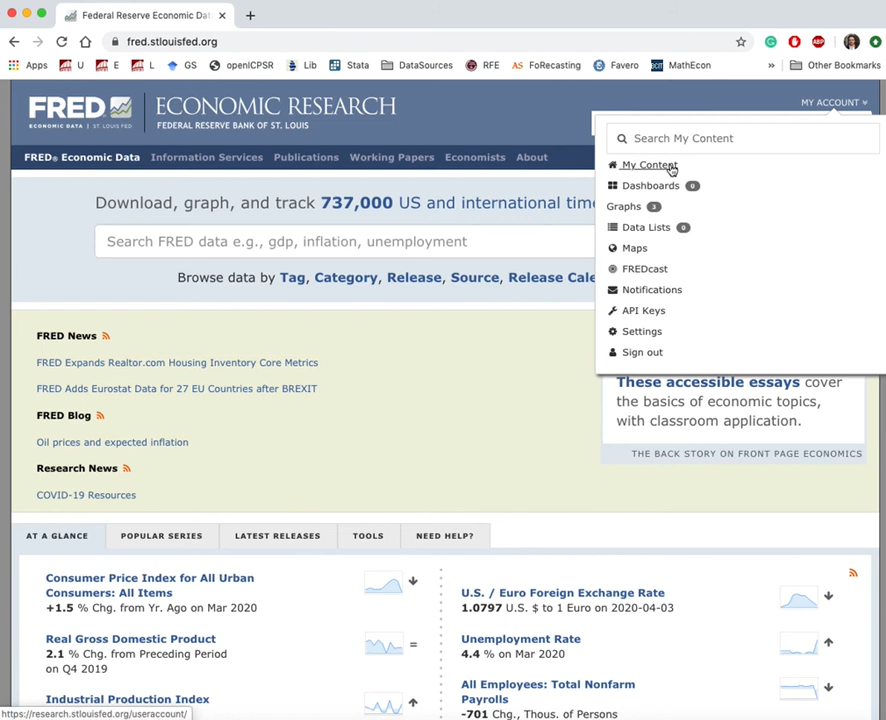 Federal Reserve Economic Dat
fred.stlouisfed.org
ABP
Apps U E L GS openICPSR Lib Stata DataSources RFE AS FoRecasting Favero MathEcon » Other Bookmarks
FRED
ECONOMIC DATA | ST. LOUIS FED
ECONOMIC RESEARCH
FEDERAL RESERVE BANK OF ST. LOUIS
MY ACCOUNT
FRED® Economic Data Information Services Publications Working Papers Economists About
Search My Content
My Content
Dashboards 0
Graphs 3
Data Lists 0
Maps
FREDcast
Notifications
API Keys
Settings
Sign out
Download, graph, and track 737,000 US and international time
Search FRED data e.g., gdp, inflation, unemployment
Browse data by Tag, Category, Release, Source, Release Cale
FRED News
FRED Expands Realtor.com Housing Inventory Core Metrics
FRED Adds Eurostat Data for 27 EU Countries after BREXIT
FRED Blog
Oil prices and expected inflation
Research News
COVID-19 Resources
These accessible essays cover
the basics of economic topics,
with classroom application.
THE BACK STORY ON FRONT PAGE ECONOMICS
AT A GLANCE POPULAR SERIES LATEST RELEASES TOOLS NEED HELP?
Consumer Price Index for All Urban
Consumers: All Items
+1.5 % Chg. from Yr. Ago on Mar 2020
Real Gross Domestic Product
2.1 % Chg. from Preceding Period
on Q4 2019
Industrial Production Index
U.S. / Euro Foreign Exchange Rate
1.0797 U.S. $ to 1 Euro on 2020-04-03
Unemployment Rate
4.4 % on Mar 2020
All Employees: Total Nonfarm
Payrolls
-701 Chg., Thous. of Persons
https://research.stlouisfed.org/useraccount/